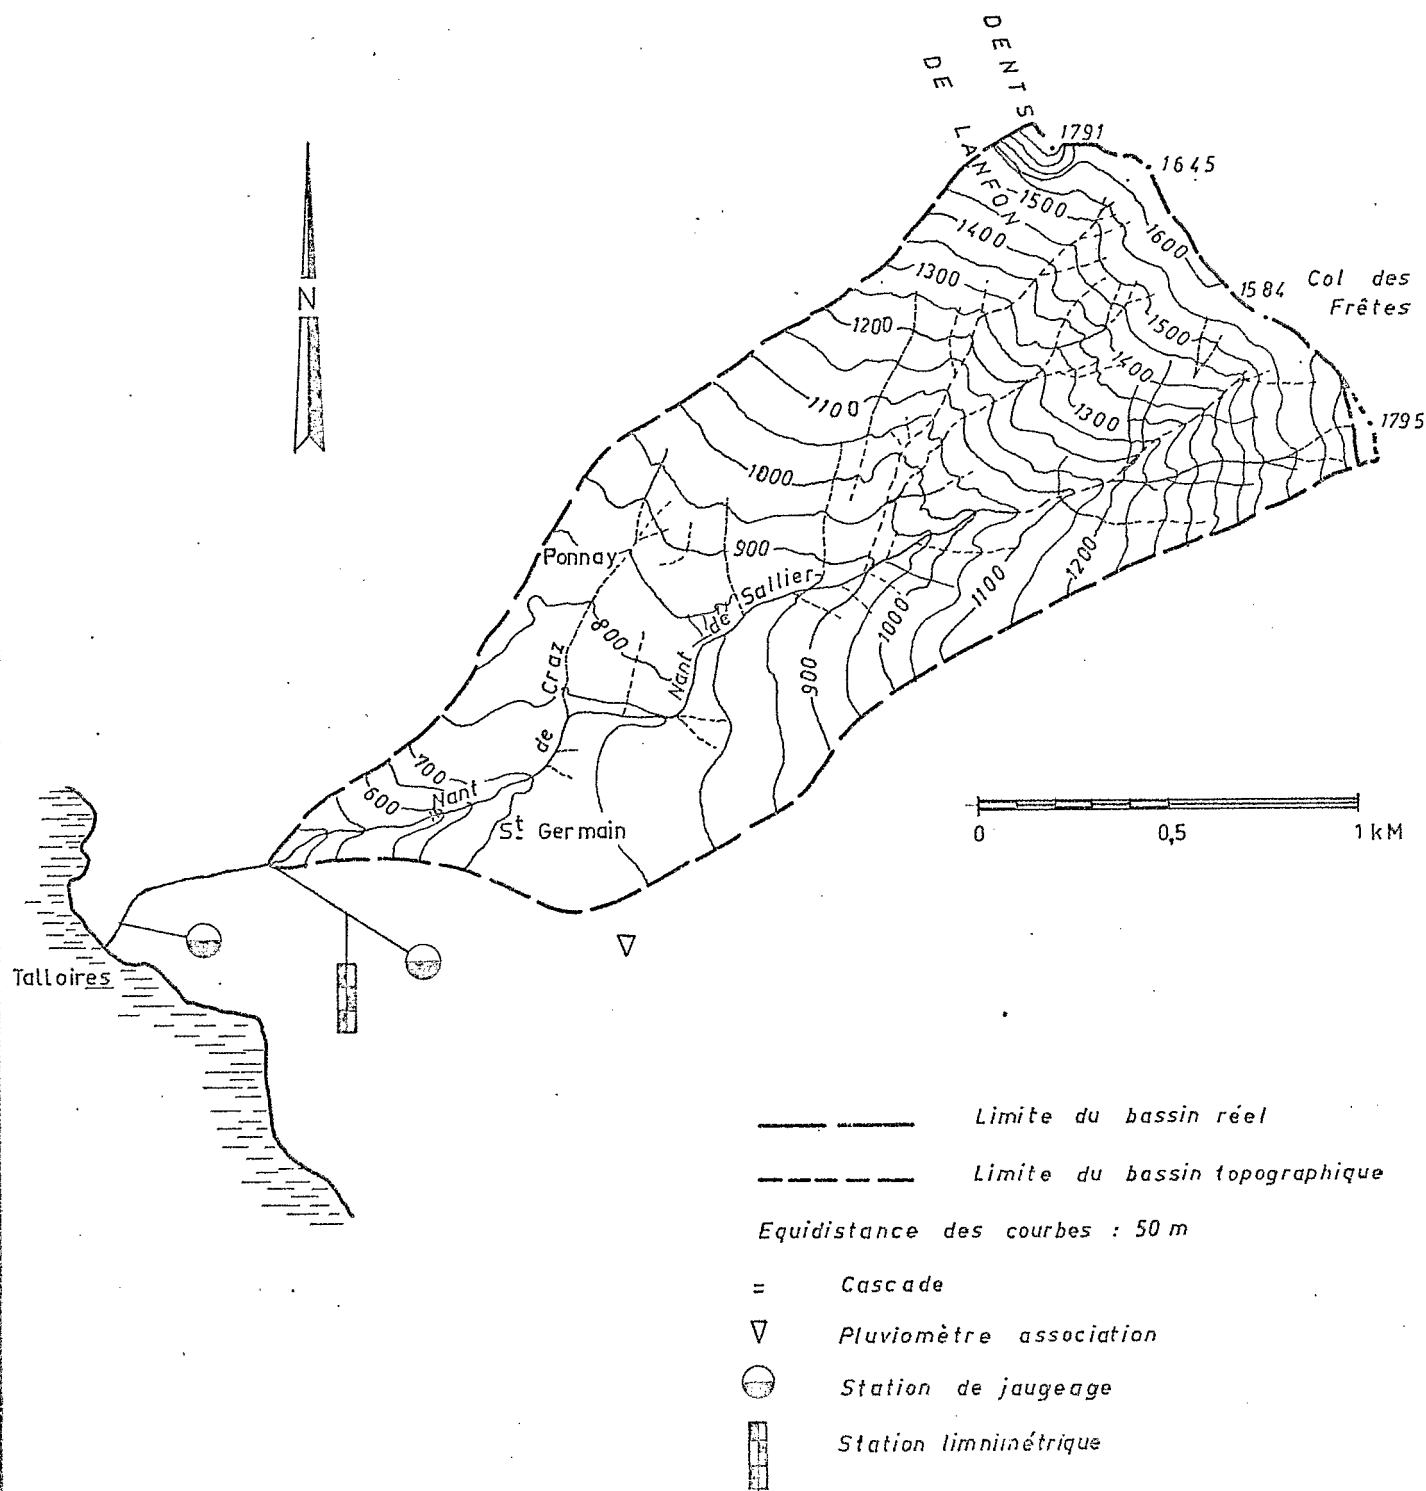 DENTS
DE LANFON
1791
1645
N
1500
1400
1600
1300
1584
Col des
Frêtes
1200
1500
1400
1100
1300
1795
1000
Ponnay
900
1200
1100
Sallier
de
1000
800
Nant
Craz
900
de
700
600
Nant
St Germain
0 0,5 1 kM
Talloires
Limite du bassin réel
Limite du bassin topographique
Equidistance des courbes : 50 m
Cascade
Pluviomètre association
Station de jaugeage
Station limnimétrique